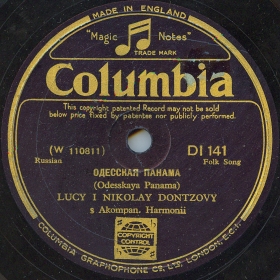 MADE IN ENGLAND
"Magic Notes"
TRADE MARK
Columbia
This copyright patented Record may not be sold
below price fixed by patentee nor publicly performed.
(W 110811) DI 141
Russian Folk Song
ОДЕССКАЯ ПАНАМА
(Odesskaya Panama)
LUCY I NIKOLAY DONTZOVY
s Akompan. Harmonii
COPYRIGHT
CONTROL
COLUMBIA GRAPHOPHONE CO. LTD. LONDON. E.C.1.